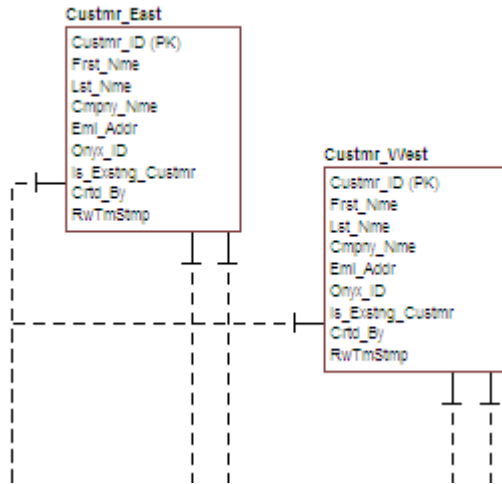 Custmr_East
Custmr_ID (PK)
Frst_Nme
Lst_Nme
Cmpny_Nme
Eml_Addr
Onyx_ID
Is_Exstng_Custmr
Crtd_By
RwTmStmp
Custmr_West
Custmr_ID (PK)
Frst_Nme
Lst_Nme
Cmpny_Nme
Eml_Addr
Onyx_ID
Is_Exstng_Custmr
Crtd_By
RwTmStmp